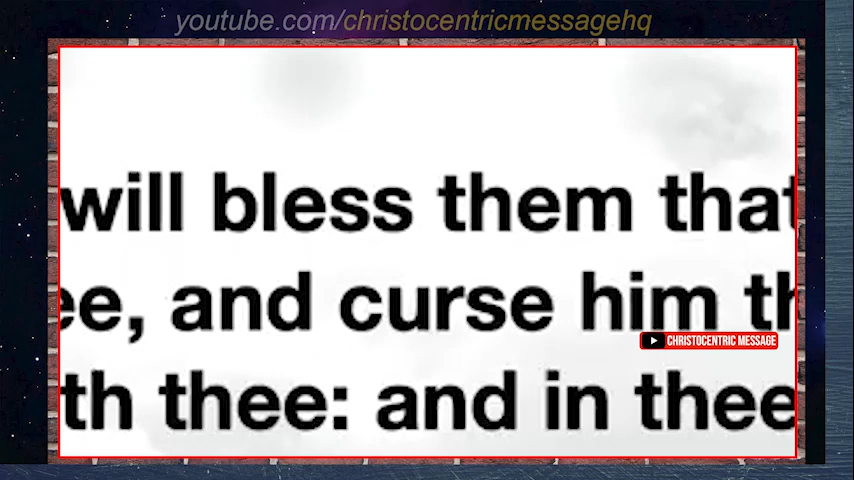 youtube.com/christocentricmessagehq
will bless them that
ee, and curse him th
CHRISTOCENTRIC MESSAGE
th thee: and in thee